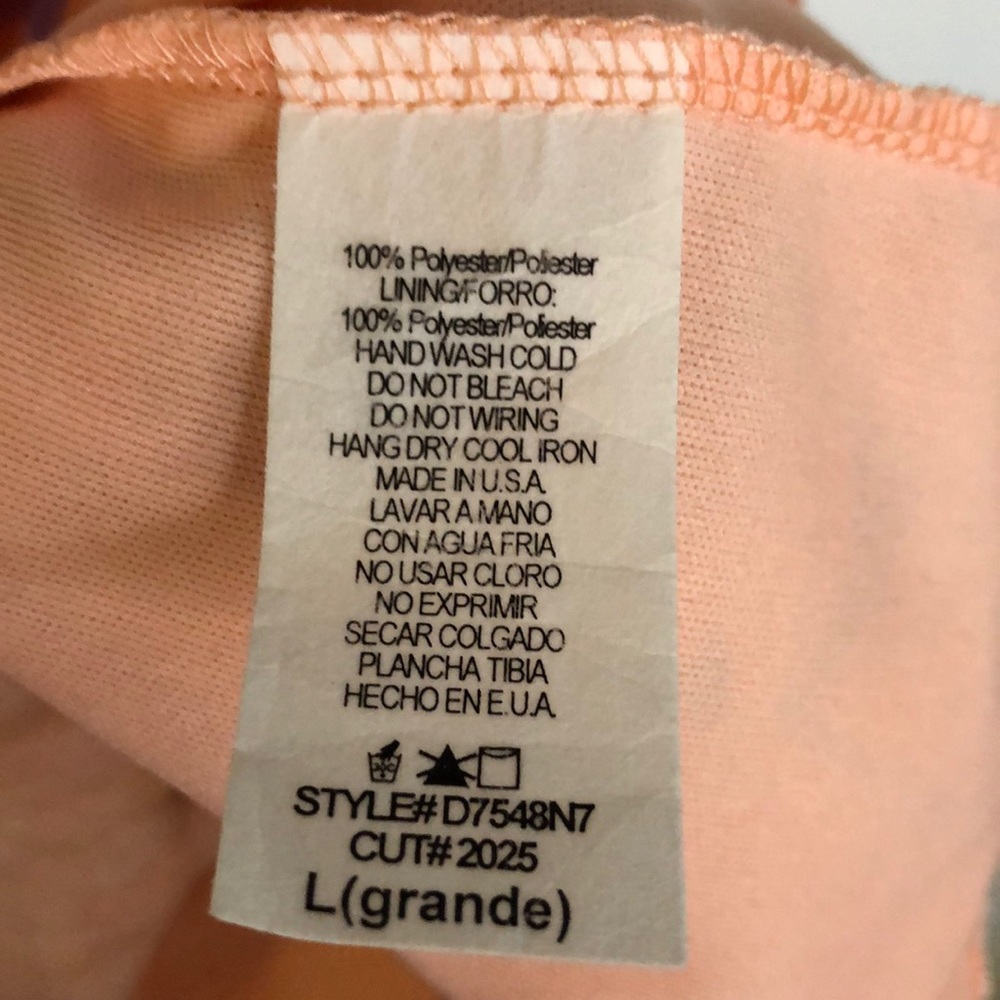 100% Polyester/Poliester
LINING/FORRO:
100% Polyester/Poliester
HAND WASH COLD
DO NOT BLEACH
DO NOT WIRING
HANG DRY COOL IRON
MADE IN U.S.A.
LAVAR A MANO
CON AGUA FRIA
NO USAR CLORO
NO EXPRIMIR
SECAR COLGADO
PLANCHA TIBIA
HECHO EN E.U.A.
STYLE# D7548N7
CUT# 2025
L(grande)